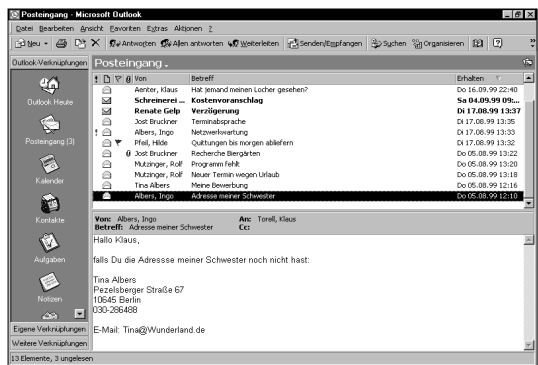 Posteingang - Microsoft Outlook
Datei Bearbeiten Ansicht Favoriten Extras Aktionen ?
Neu Antworten Allen antworten Weiterleiten Senden/Empfangen Suchen Organisieren
Outlook-Verknüpfungen Posteingang
! Von Betreff Erhalten
Aenter, Klaus Hat jemand meinen Locher gesehen? Do 16.09.99 22:40
Schreinerei ... Kostenvoranschlag Sa 04.09.99 09:...
Renate Gelp Verzögerung Di 17.08.99 13:37
Jost Bruckner Terminabsprache Di 17.08.99 13:35
! Albers, Ingo Netzwerkwartung Di 17.08.99 13:33
Pfeil, Hilde Quittungen bis morgen abliefern Di 17.08.99 13:32
Jost Bruckner Recherche Biergärten Do 05.08.99 13:22
Mutzinger, Rolf Programm fehlt Do 05.08.99 13:20
Mutzinger, Rolf Neuer Termin wegen Urlaub Do 05.08.99 13:18
Tina Albers Meine Bewerbung Do 05.08.99 12:16
Albers, Ingo Adresse meiner Schwester Do 05.08.99 12:10
Outlook Heute
Posteingang (3)
Kalender
Kontakte
Aufgaben
Notizen
Eigene Verknüpfungen
Weitere Verknüpfungen
Von: Albers, Ingo An: Torell, Klaus
Betreff: Adresse meiner Schwester Cc:
Hallo Klaus,
falls Du die Adressse meiner Schwester noch nicht hast:
Tina Albers
Pezelsberger Straße 67
10645 Berlin
030-286488
E-Mail: Tina@Wunderland.de
13 Elemente, 3 ungelesen